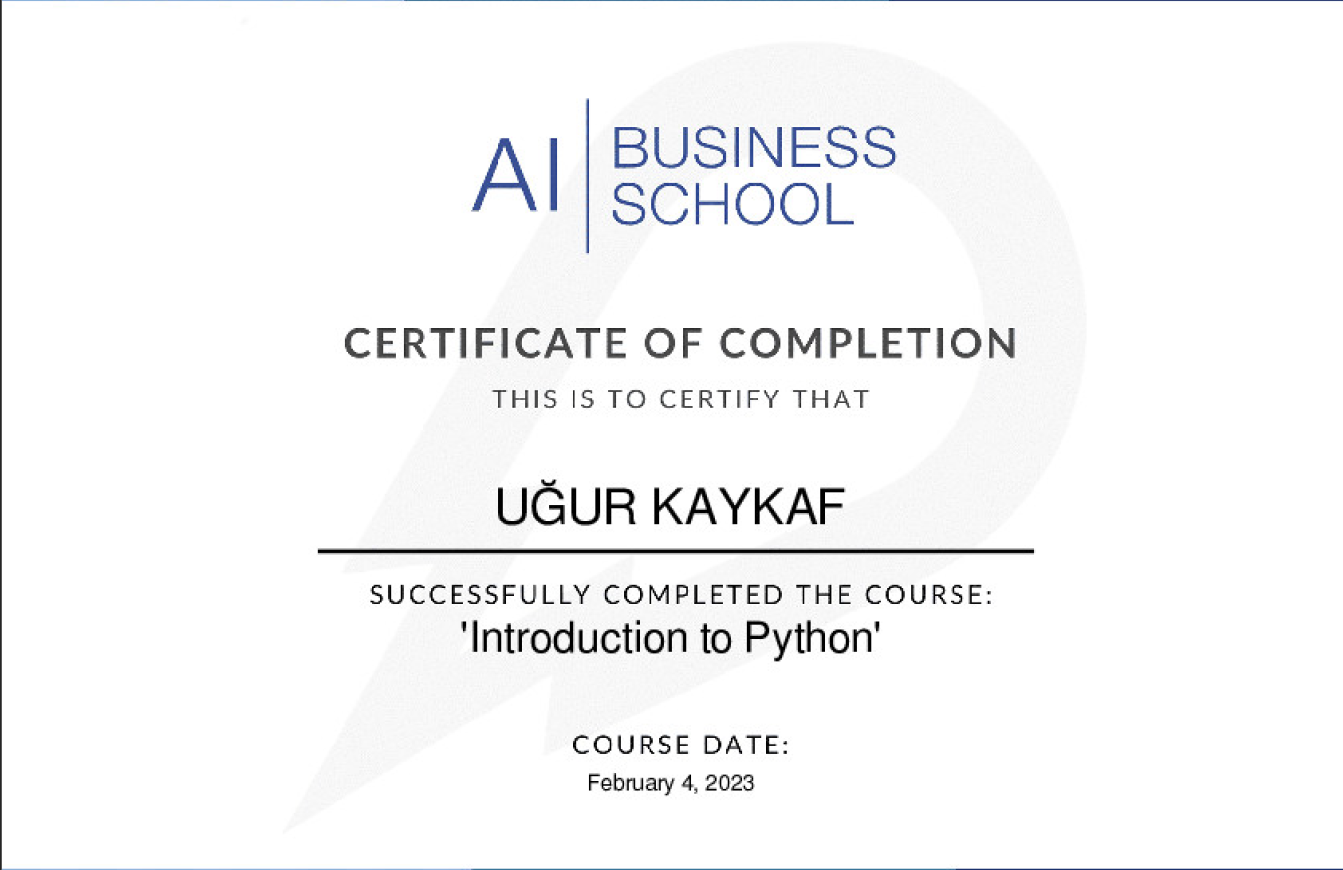 AI BUSINESS
SCHOOL
CERTIFICATE OF COMPLETION
THIS IS TO CERTIFY THAT
UĞUR KAYKAF
SUCCESSFULLY COMPLETED THE COURSE:
'Introduction to Python'
COURSE DATE:
February 4, 2023